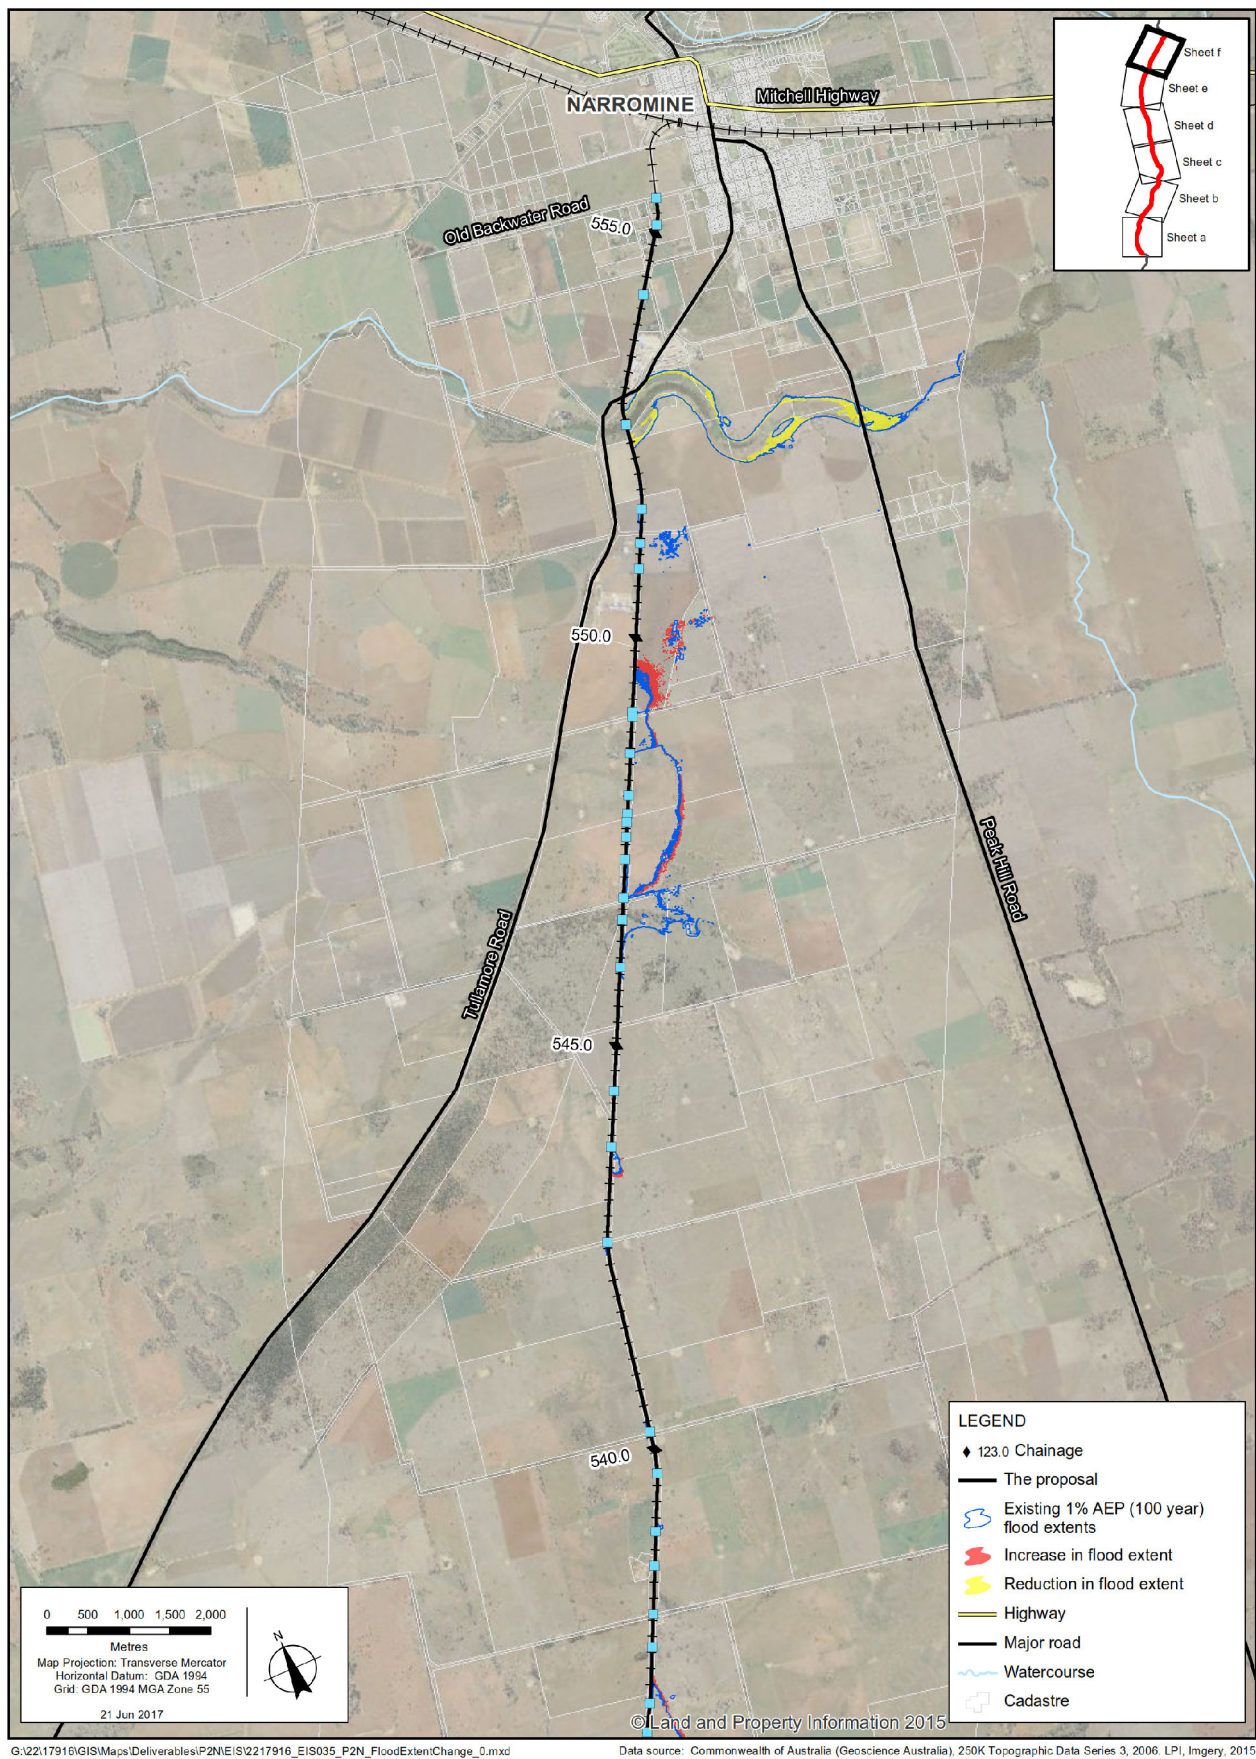 Sheet f
Sheet e
Sheet d
Sheet c
Sheet b
Sheet a
Mitchell Highway
NARROMINE
Old Backwater Road
555.0
550.0
Peak Hill Road
Tullamore Road
545.0
540.0
LEGEND
123.0 Chainage
The proposal
Existing 1% AEP (100 year)
flood extents
Increase in flood extent
Reduction in flood extent
Highway
Major road
Watercourse
Cadastre
0 500 1,000 1,500 2,000
Metres
Map Projection: Transverse Mercator
Horizontal Datum: GDA 1994
Grid: GDA 1994 MGA Zone 55
21 Jun 2017
N
© Land and Property Information 2015
G:\22\17916\GIS\Maps\Deliverables\P2N\EIS\2217916_EIS035_P2N_FloodExtentChange_0.mxd
Data source: Commonwealth of Australia (Geoscience Australia), 250K Topographic Data Series 3, 2006. LPI, Imgery, 2015